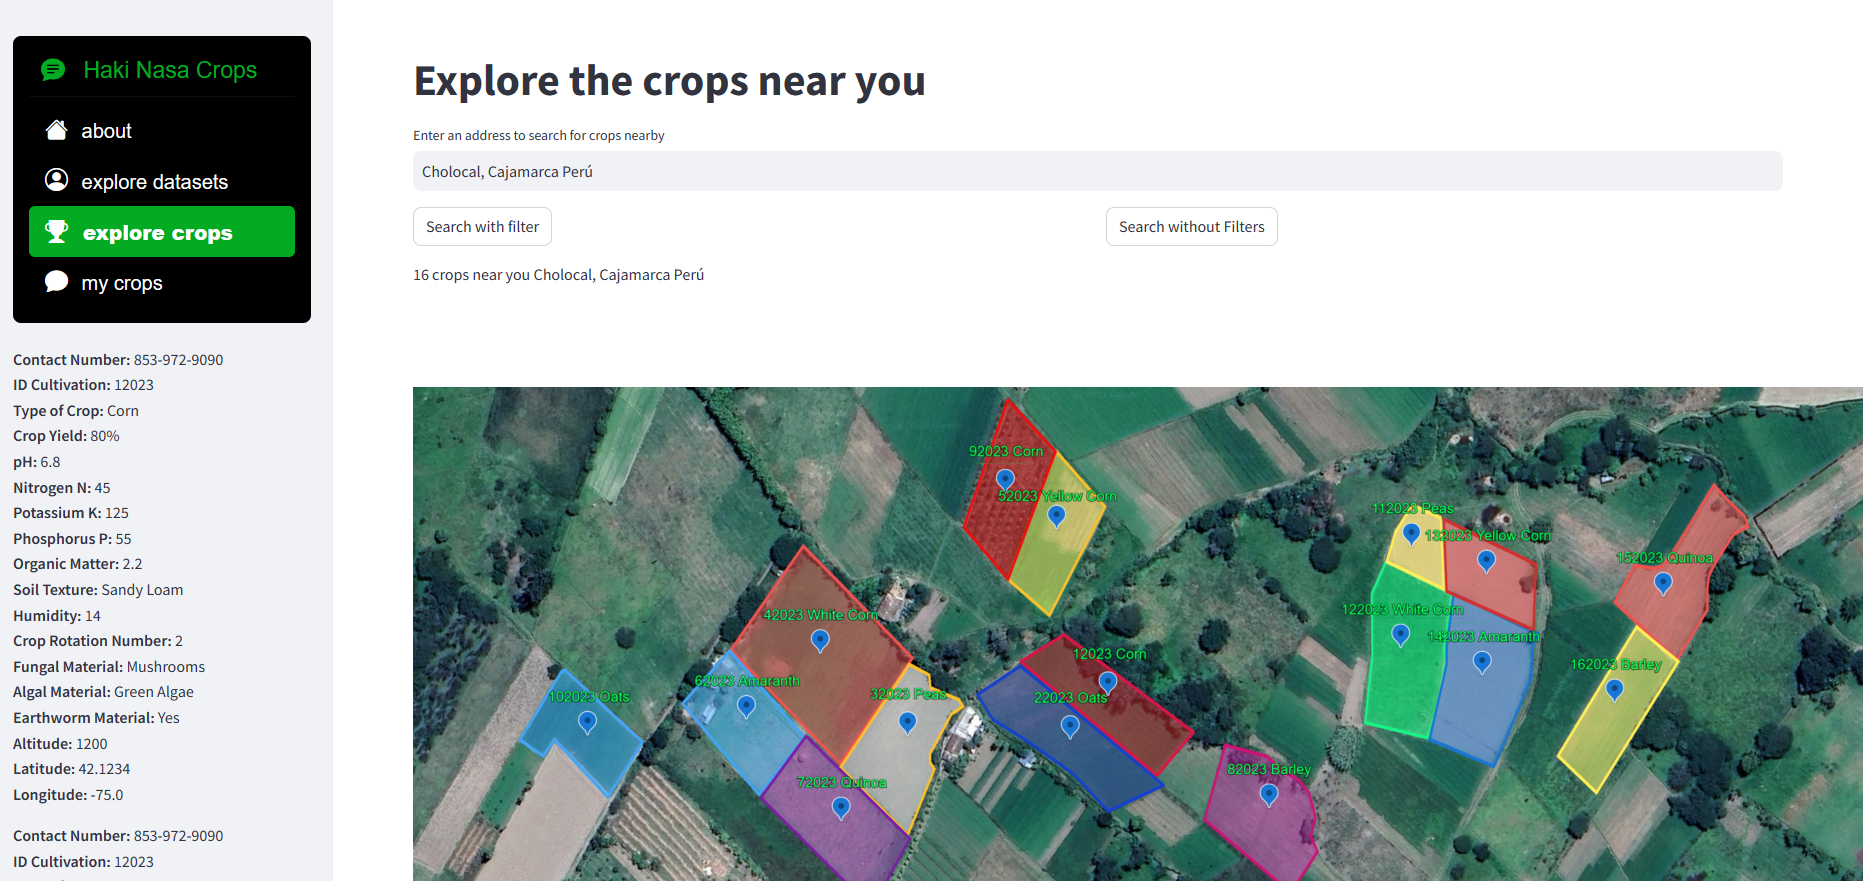 Haki Nasa Crops
about
explore datasets
explore crops
my crops
Contact Number: 853-972-9090
ID Cultivation: 12023
Type of Crop: Corn
Crop Yield: 80%
pH: 6.8
Nitrogen N: 45
Potassium K: 125
Phosphorus P: 55
Organic Matter: 2.2
Soil Texture: Sandy Loam
Humidity: 14
Crop Rotation Number: 2
Fungal Material: Mushrooms
Algal Material: Green Algae
Earthworm Material: Yes
Altitude: 1200
Latitude: 42.1234
Longitude: -75.0
Contact Number: 853-972-9090
ID Cultivation: 12023
Explore the crops near you
Enter an address to search for crops nearby
Cholocal, Cajamarca Perú
Search with filter
Search without Filters
16 crops near you Cholocal, Cajamarca Perú
92023 Corn
52023 Yellow Corn
112023 Peas
132023 Yellow Corn
152023 Quinoa
42023 White Corn
122023 White Corn
142023 Amaranth
12023 Corn
162023 Barley
62023 Amaranth
102023 Oats
32023 Peas
22023 Oats
82023 Barley
72023 Quinoa